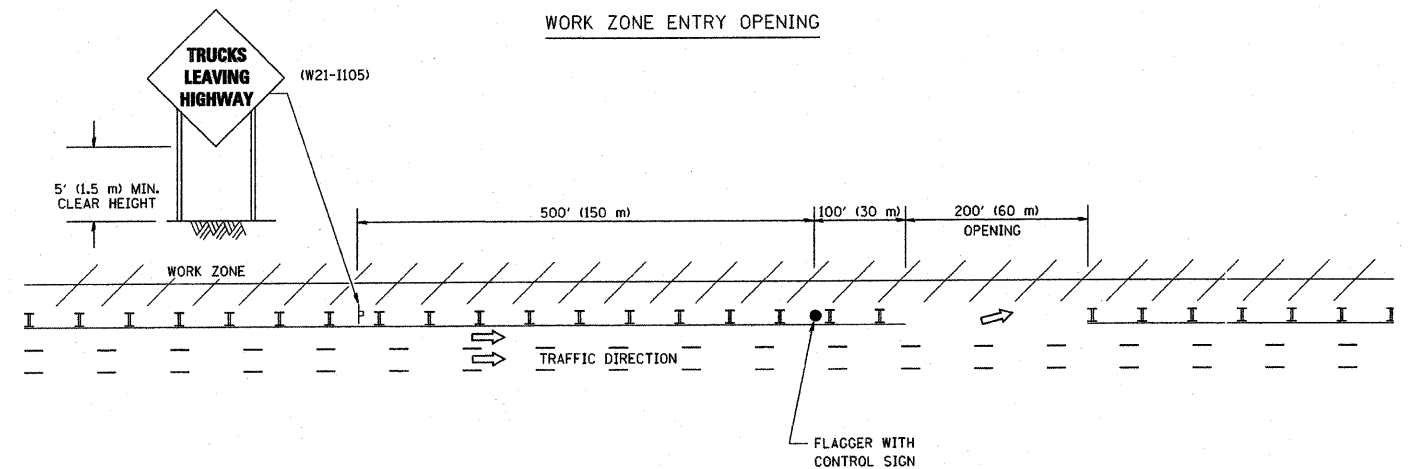 WORK ZONE ENTRY OPENING
TRUCKS
LEAVING
HIGHWAY
(W21-I105)
5' (1.5 m) MIN.
CLEAR HEIGHT
500' (150 m)
100' (30 m)
200' (60 m)
OPENING
WORK ZONE
TRAFFIC DIRECTION
FLAGGER WITH
CONTROL SIGN